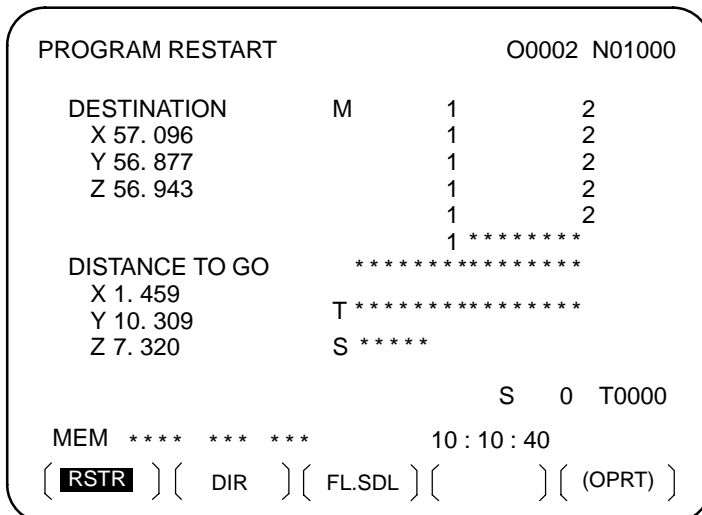 PROGRAM RESTART O0002 N01000
DESTINATION M 1 2
X 57. 096 1 2
Y 56. 877 1 2
Z 56. 943 1 2
1 2
1 * * * * * * * *
DISTANCE TO GO * * * * * * * * * * * * * * * *
X 1. 459
Y 10. 309 T * * * * * * * * * * * * * * * *
Z 7. 320 S * * * * *
S 0 T0000
MEM * * * * * * * * * * 10 : 10 : 40
[ RSTR ] [ DIR ] [ FL.SDL ] [ ] [ (OPRT) ]